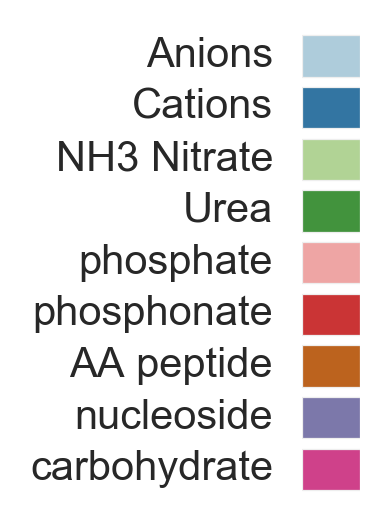 Anions
Cations
NH3 Nitrate
Urea
phosphate
phosphonate
AA peptide
nucleoside
carbohydrate